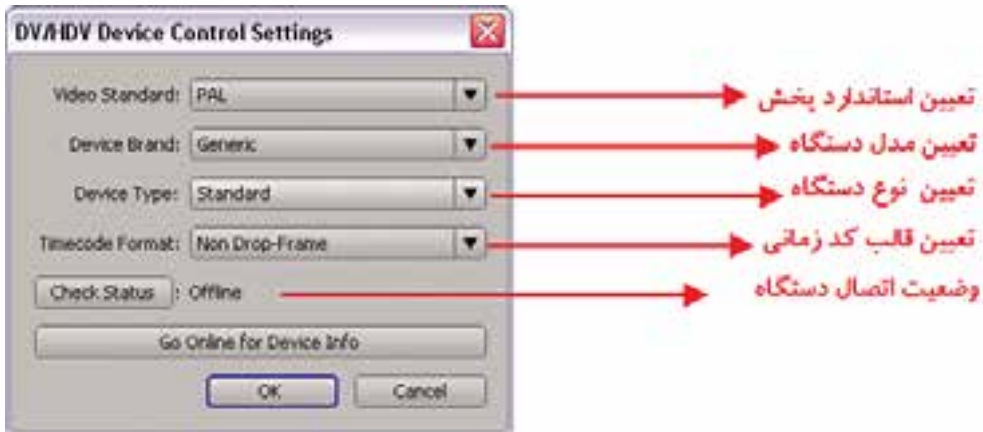 DV/HDV Device Control Settings
Video Standard: PAL
تعیین استاندارد پخش
Device Brand: Generic
تعیین مدل دستگاه
Device Type: Standard
تعیین نوع دستگاه
Timecode Format: Non Drop-Frame
تعیین قالب کد زمانی
Check Status : Offline
وضعیت اتصال دستگاه
Go Online for Device Info
OK Cancel